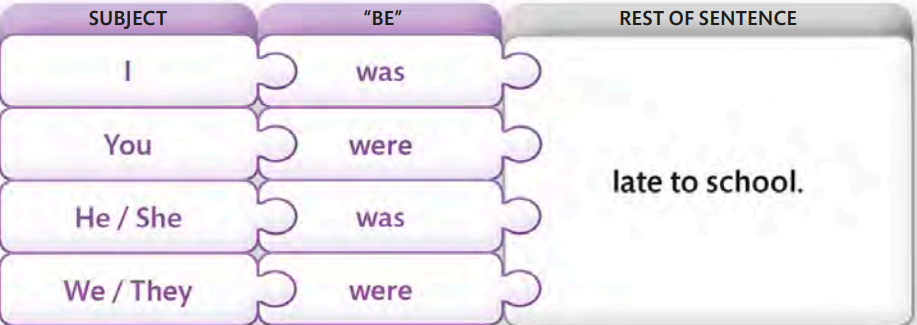 SUBJECT “BE” REST OF SENTENCE
I was
You were
late to school.
He / She was
We / They were